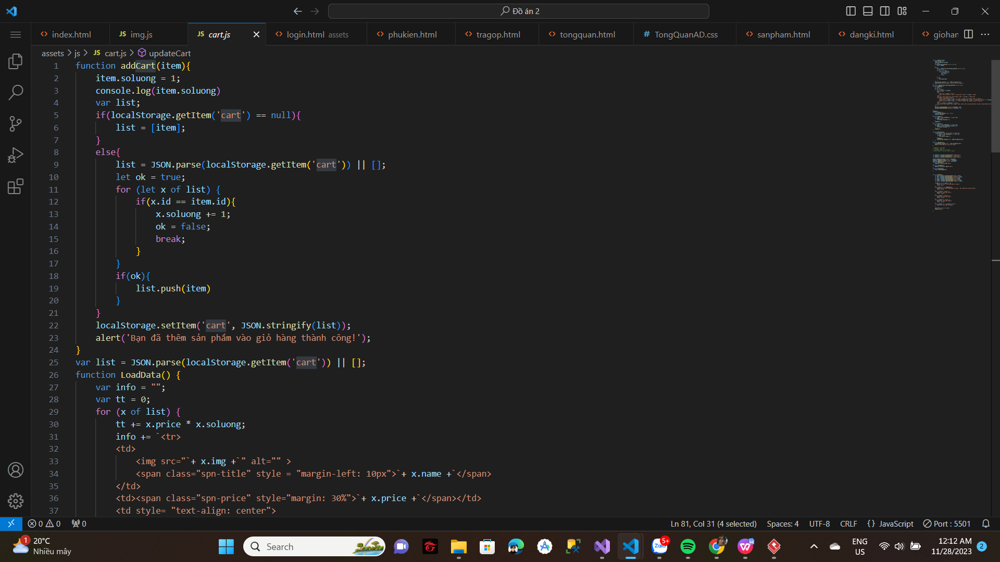 Đồ án 2
index.html
JS img.js
JS cart.js
login.html assets
phukien.html
tragop.html
tongquan.html
# TongQuanAD.css
sanpham.html
dangki.html
giohan
assets > js > JS cart.js > updateCart
1 function addCart(item){
2 item.soluong = 1;
3 console.log(item.soluong)
4 var list;
5 if(localStorage.getItem('cart') == null){
6 list = [item];
7 }
8 else{
9 list = JSON.parse(localStorage.getItem('cart')) || [];
10 let ok = true;
11 for (let x of list) {
12 if(x.id == item.id){
13 x.soluong += 1;
14 ok = false;
15 break;
16 }
17 }
18 if(ok){
19 list.push(item)
20 }
21 }
22 localStorage.setItem('cart', JSON.stringify(list));
23 alert('Bạn đã thêm sản phẩm vào giỏ hàng thành công!');
24 }
25 var list = JSON.parse(localStorage.getItem('cart')) || [];
26 function LoadData() {
27 var info = "";
28 var tt = 0;
29 for (x of list) {
30 tt += x.price * x.soluong;
31 info += `<tr>
32 <td>
33 <img src="`+ x.img +`" alt="" >
34 <span class="spn-title" style = "margin-left: 10px">`+ x.name +`</span>
35 </td>
36 <td><span class="spn-price" style="margin: 30%">`+ x.price +`</span></td>
37 <td style= "text-align: center">
0 0 0
Ln 81, Col 31 (4 selected) Spaces: 4 UTF-8 CRLF {} JavaScript Port : 5501
1
20°C
Nhiều mây
Search
Zalo
5+
ENG
US
12:12 AM
11/28/2023
2